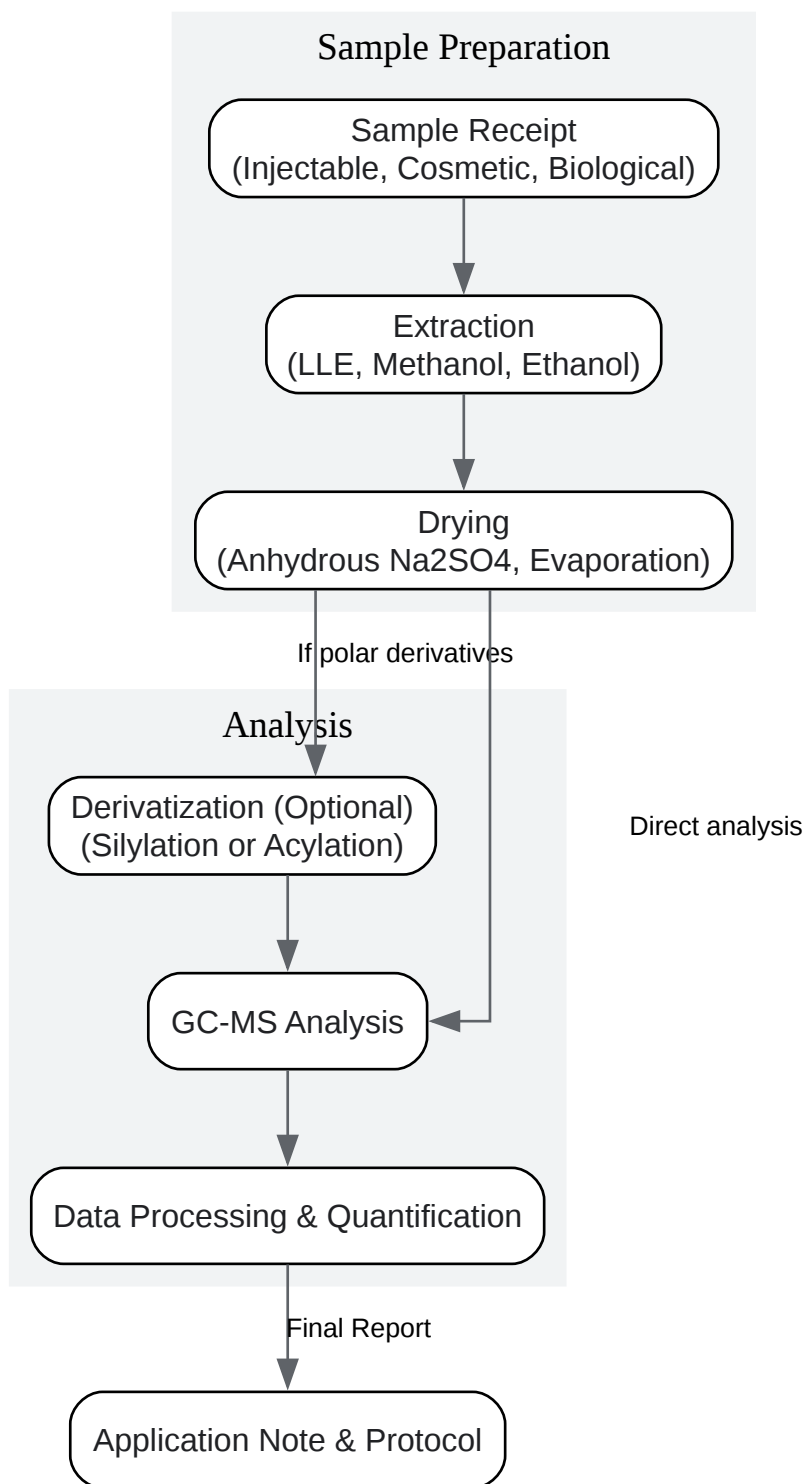 Sample Preparation
Sample Receipt
(Injectable, Cosmetic, Biological)
Extraction
(LLE, Methanol, Ethanol)
Drying
(Anhydrous Na2SO4, Evaporation)
If polar derivatives
Analysis
Derivatization (Optional)
(Silylation or Acylation)
Direct analysis
GC-MS Analysis
Data Processing & Quantification
Final Report
Application Note & Protocol